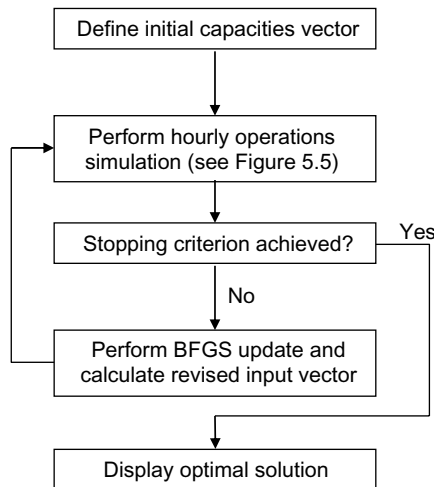 Define initial capacities vector
Perform hourly operations
simulation (see Figure 5.5)
Stopping criterion achieved?
Yes
No
Perform BFGS update and
calculate revised input vector
Display optimal solution